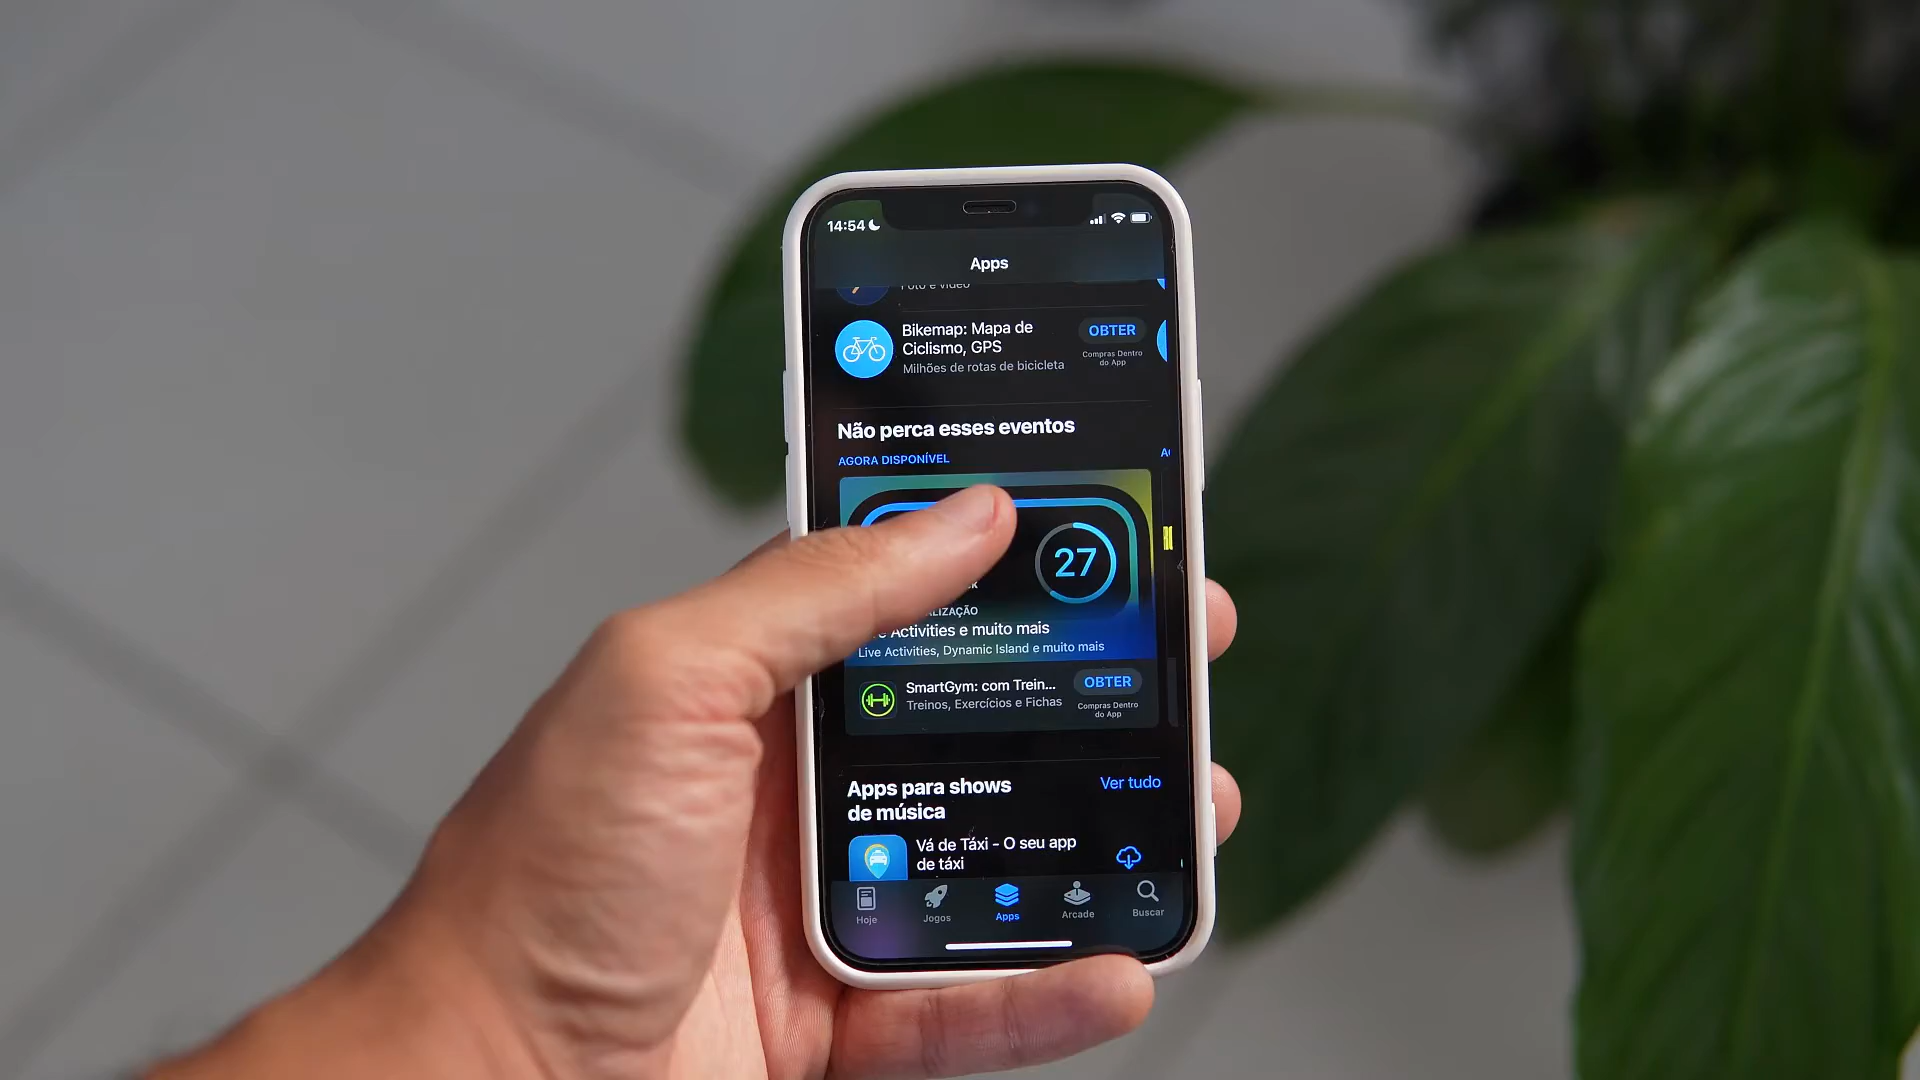 14:54
Apps
Foto e vídeo
Bikemap: Mapa de
Ciclismo, GPS
Milhões de rotas de bicicleta
OBTER
Compras Dentro
do App
Não perca esses eventos
AGORA DISPONÍVEL
27
Activities e muito mais
Live Activities, Dynamic Island e muito mais
SmartGym: com Trein...
Treinos, Exercícios e Fichas
OBTER
Compras Dentro
do App
Apps para shows
de música
Ver tudo
Vá de Táxi - O seu app
de táxi
Hoje
Jogos
Apps
Arcade
Buscar